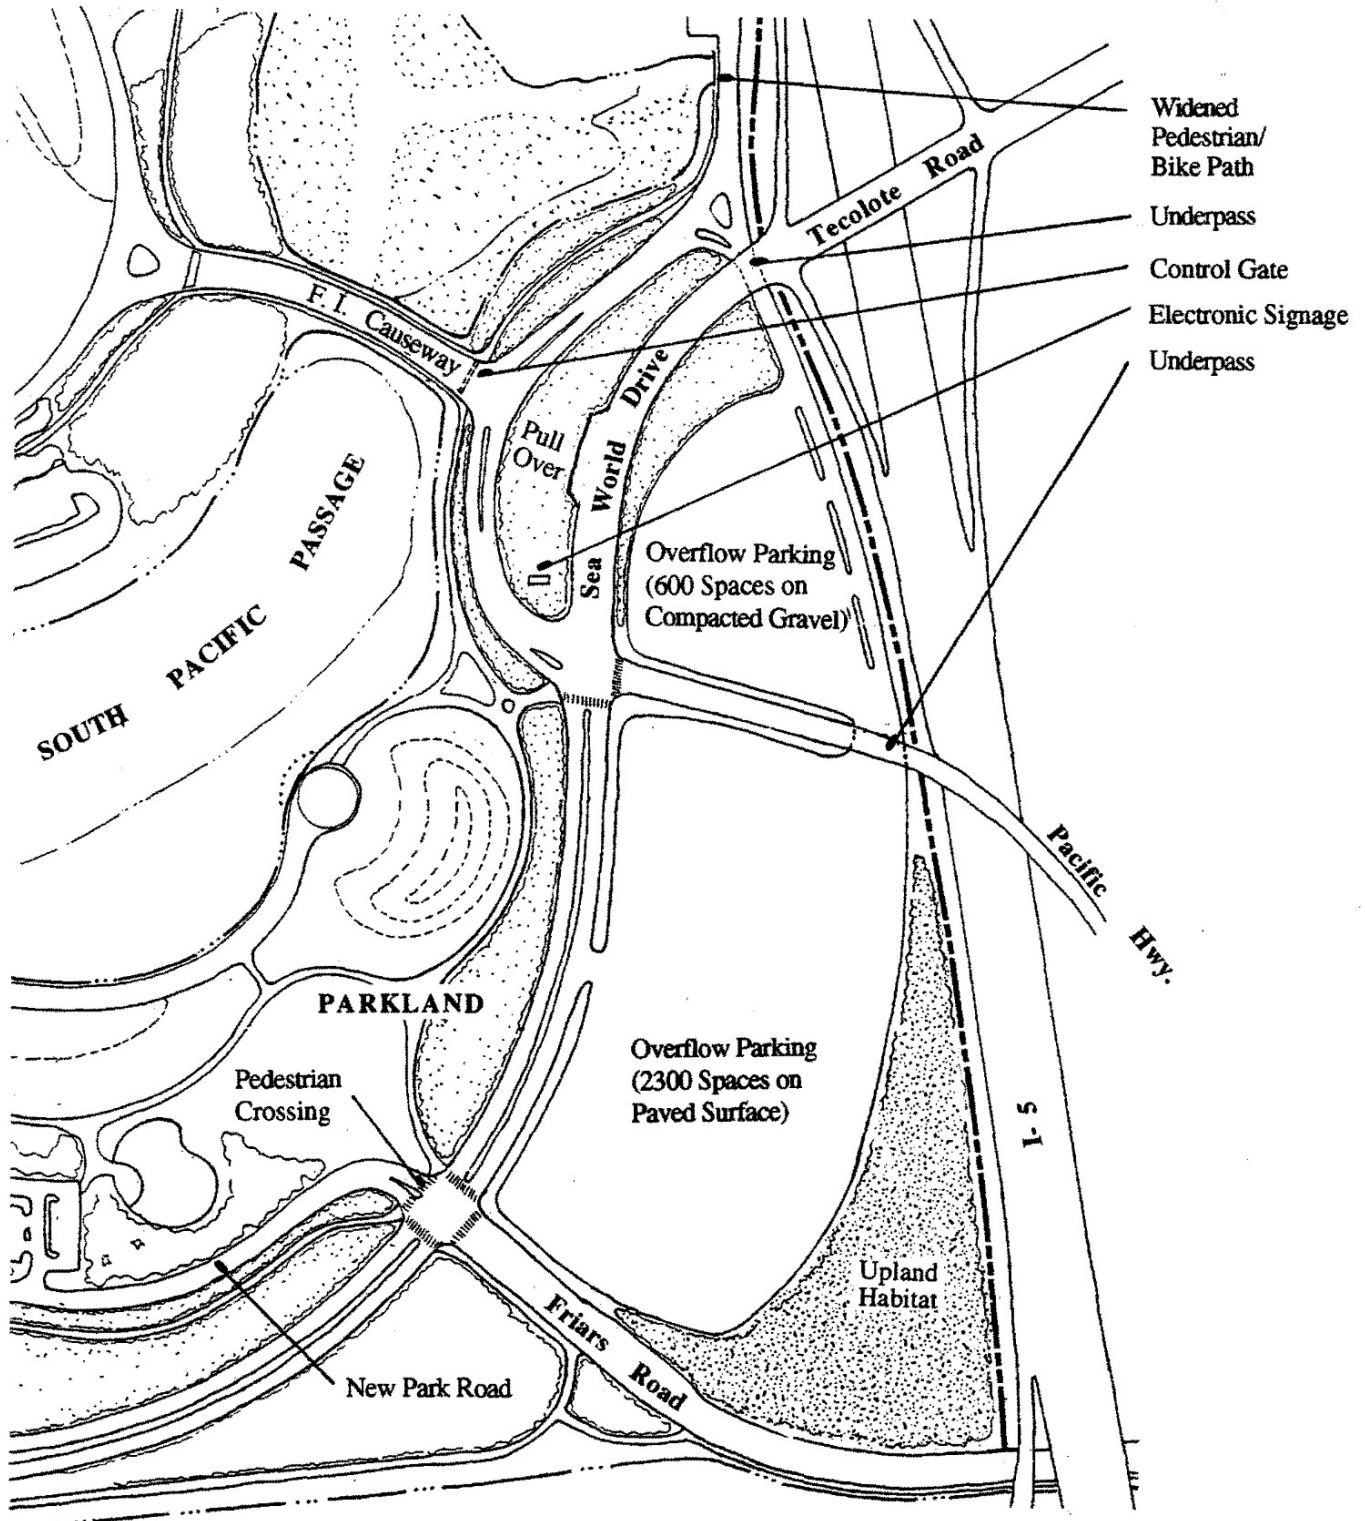 Widened
Pedestrian/
Bike Path
Tecolote Road
Underpass
Control Gate
Electronic Signage
Underpass
F. I. Causeway
Sea World Drive
Pull
Over
SOUTH PACIFIC PASSAGE
Overflow Parking
(600 Spaces on
Compacted Gravel)
Pacific Hwy.
PARKLAND
Overflow Parking
(2300 Spaces on
Paved Surface)
Pedestrian
Crossing
I-5
Upland
Habitat
Friars Road
New Park Road